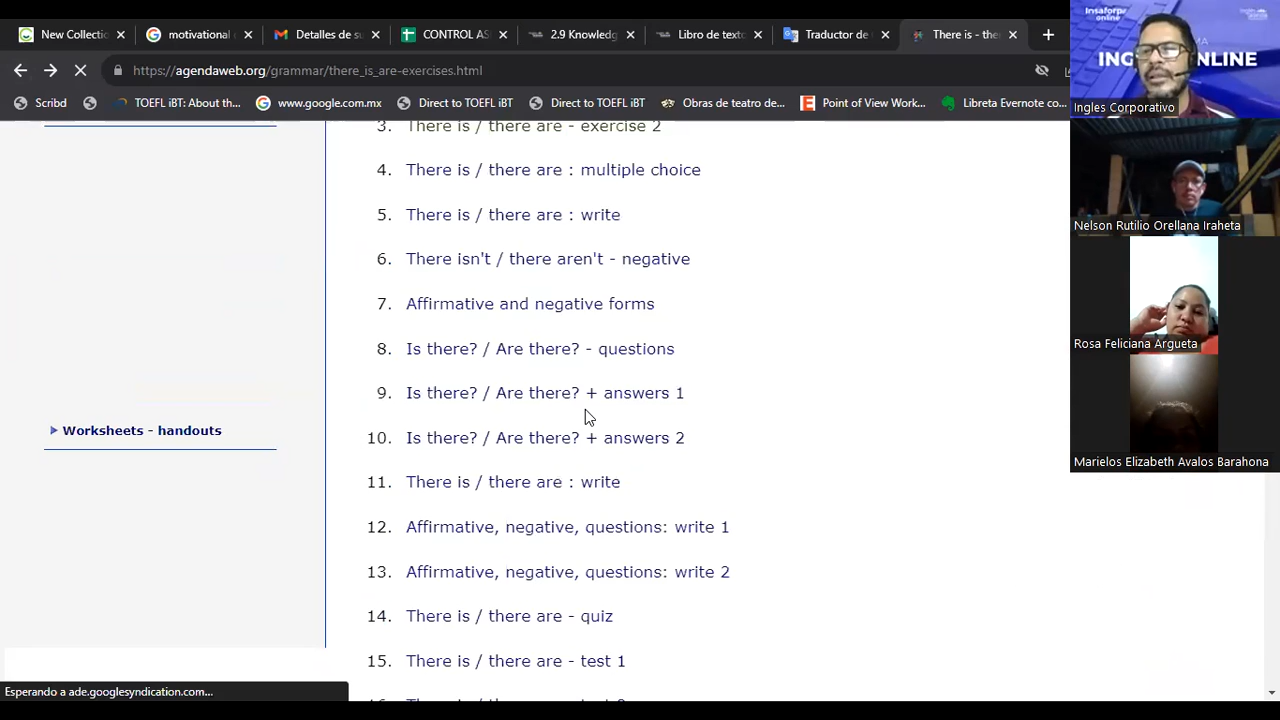 New Collectio
motivational c
Detalles de su
CONTROL AS
2.9 Knowledg
Libro de texto
Traductor de
There is - the
https://agendaweb.org/grammar/there_is_are-exercises.html
Scribd
TOEFL iBT: About th...
www.google.com.
Direct to TOEFL iBT
Direct to TOEFL iBT
Obras de teatro de...
Point of View Work...
Libreta Evernote co...
3. There is / there are - exercise 2
4. There is / there are : multiple choice
5. There is / there are : write
6. There isn't / there aren't - negative
7. Affirmative and negative forms
8. Is there? / Are there? - questions
9. Is there? / Are there? + answers 1
10. Is there? / Are there? + answers 2
11. There is / there are : write
12. Affirmative, negative, questions: write 1
13. Affirmative, negative, questions: write 2
14. There is / there are - quiz
15. There is / there are - test 1
Worksheets - handouts
Esperando a ade.googlesyndication.com...
Insaforp
online
ING
NLINE
Ingles Corporativo
Nelson Rutilio Orellana Iraheta
Rosa Feliciana Argueta
Marielos Elizabeth Avalos Barahona